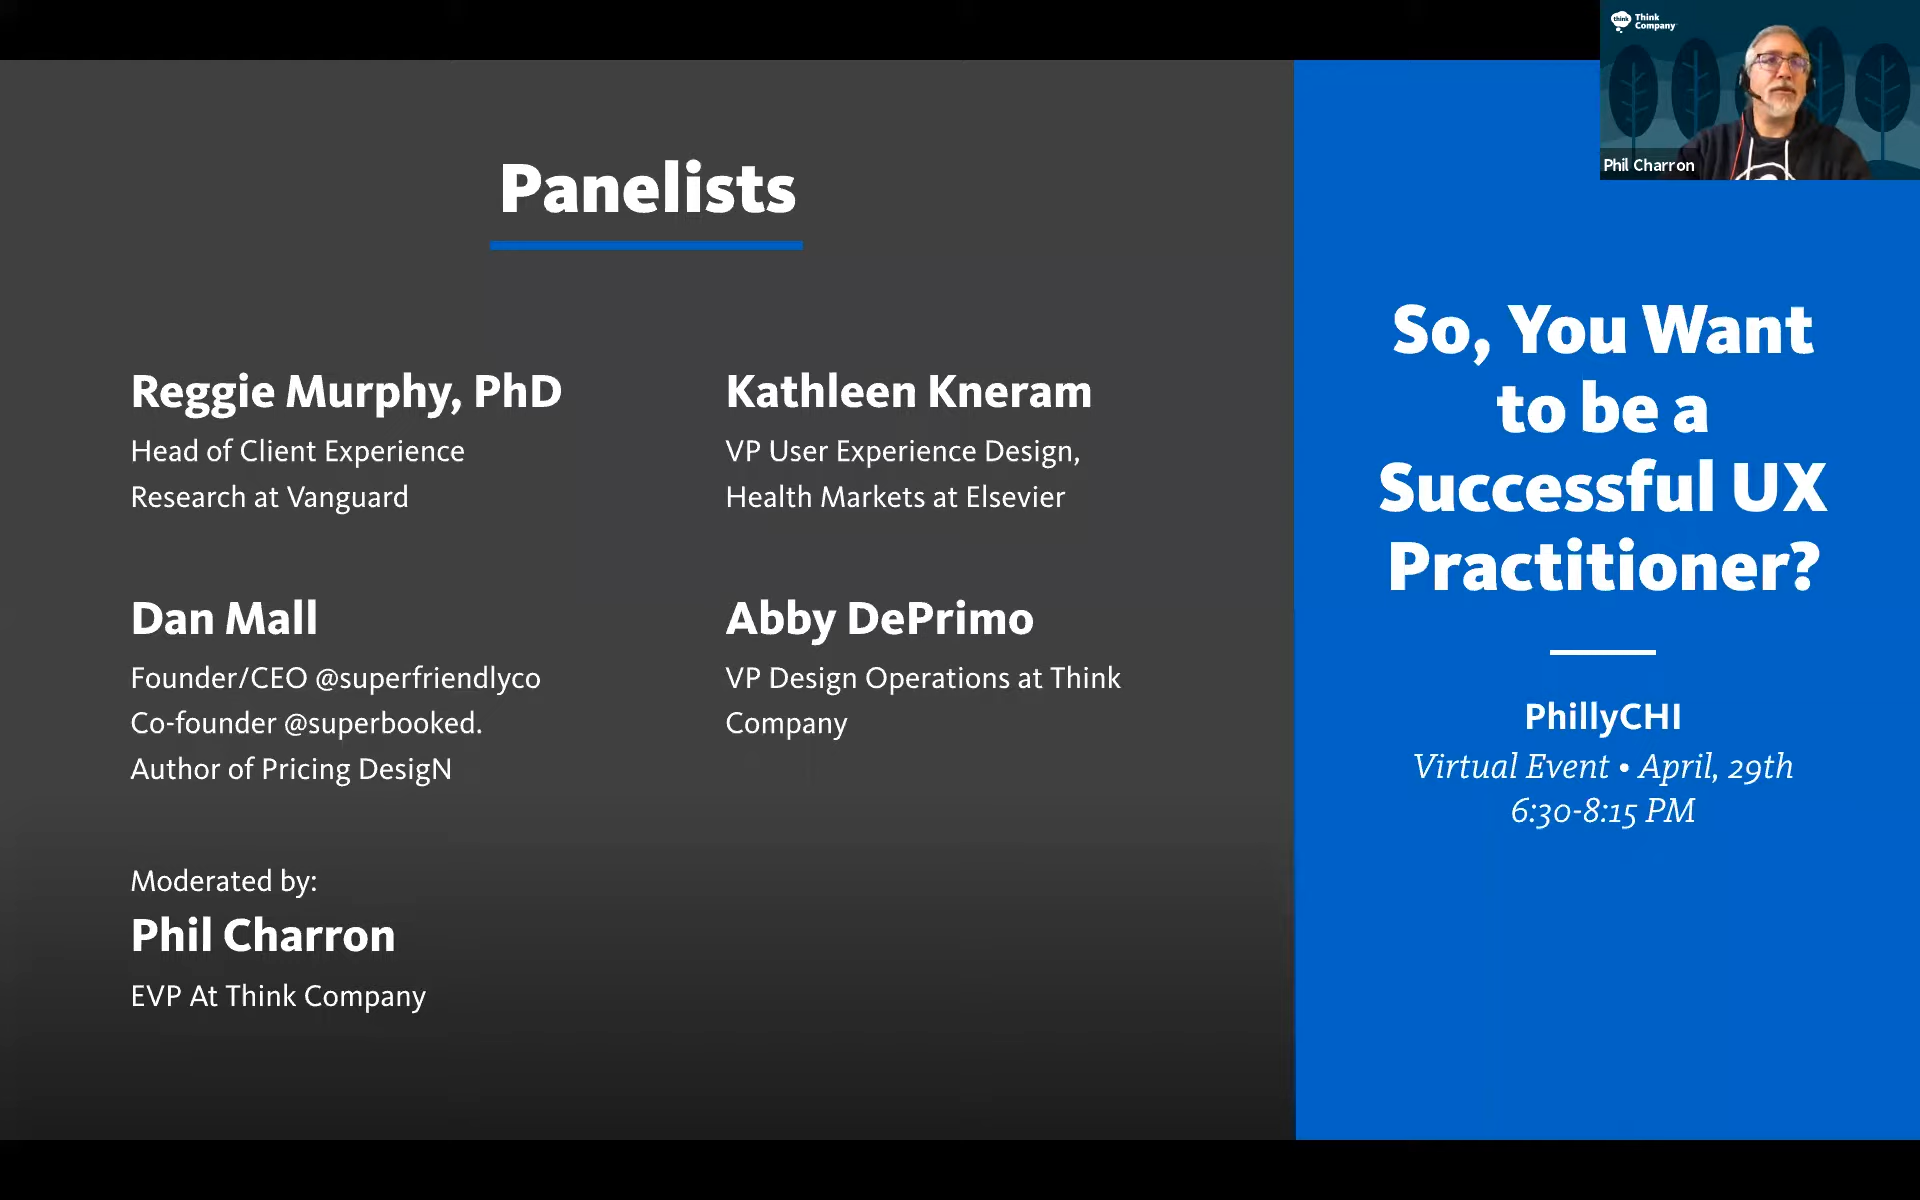 think
Think
Company
Phil Charron
Panelists
Reggie Murphy, PhD
Head of Client Experience
Research at Vanguard
Kathleen Kneram
VP User Experience Design,
Health Markets at Elsevier
Dan Mall
Founder/CEO @superfriendlyco
Co-founder @superbooked.
Author of Pricing DesigN
Abby DePrimo
VP Design Operations at Think
Company
Moderated by:
Phil Charron
EVP At Think Company
So, You Want
to be a
Successful UX
Practitioner?
PhillyCHI
Virtual Event • April, 29th
6:30-8:15 PM